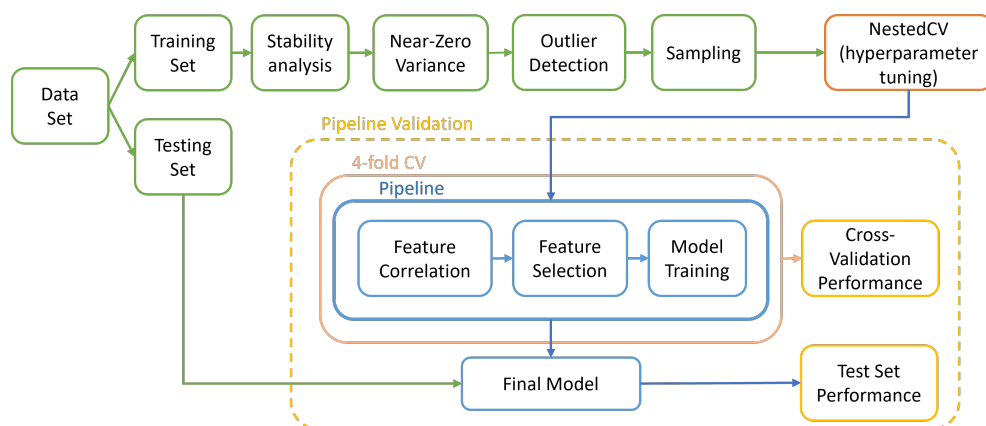 Data
Set
Training
Set
Stability
analysis
Near-Zero
Variance
Outlier
Detection
Sampling
NestedCV
(hyperparameter
tuning)
Testing
Set
Pipeline Validation
4-fold CV
Pipeline
Feature
Correlation
Feature
Selection
Model
Training
Cross-
Validation
Performance
Final Model
Test Set
Performance